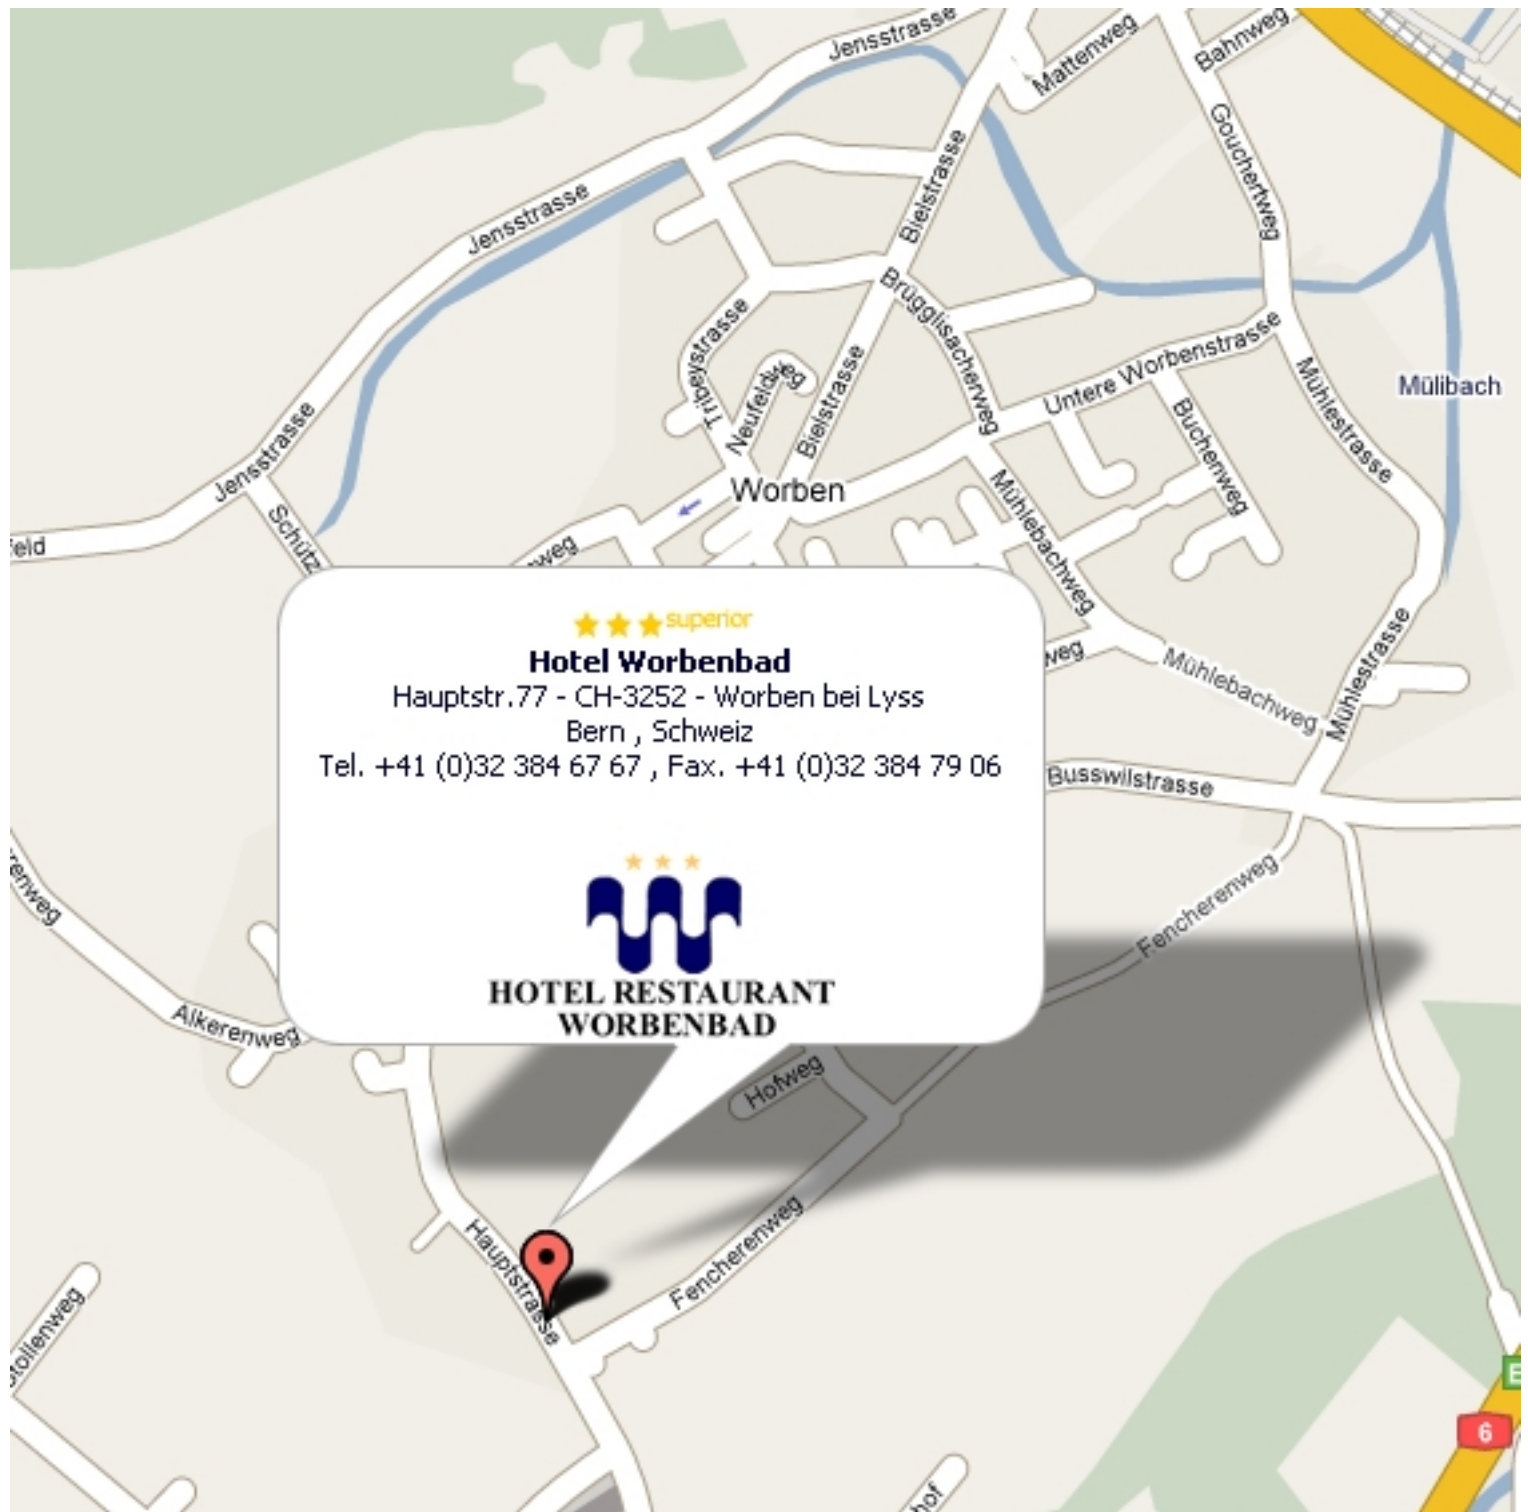 Jensstrasse
Mattenweg
Bahnweg
Gouchertweg
Bielstrasse
Jensstrasse
Brügglisacherweg
Tribeystrasse
Neufeldweg
Bielstrasse
Untere Worbenstrasse
Mühlestrasse
Mülibach
Buchenweg
Jensstrasse
Worben
Mühlebachweg
Mühlebachweg
Mühlestrasse
superior
Hotel Worbenbad
Hauptstr.77 - CH-3252 - Worben bei Lyss
Bern , Schweiz
Tel. +41 (0)32 384 67 67 , Fax. +41 (0)32 384 79 06
HOTEL RESTAURANT
WORBENBAD
Busswilstrasse
Fencherenweg
Alkerenweg
Hofweg
Hauptstrasse
Fencherenweg
E
6